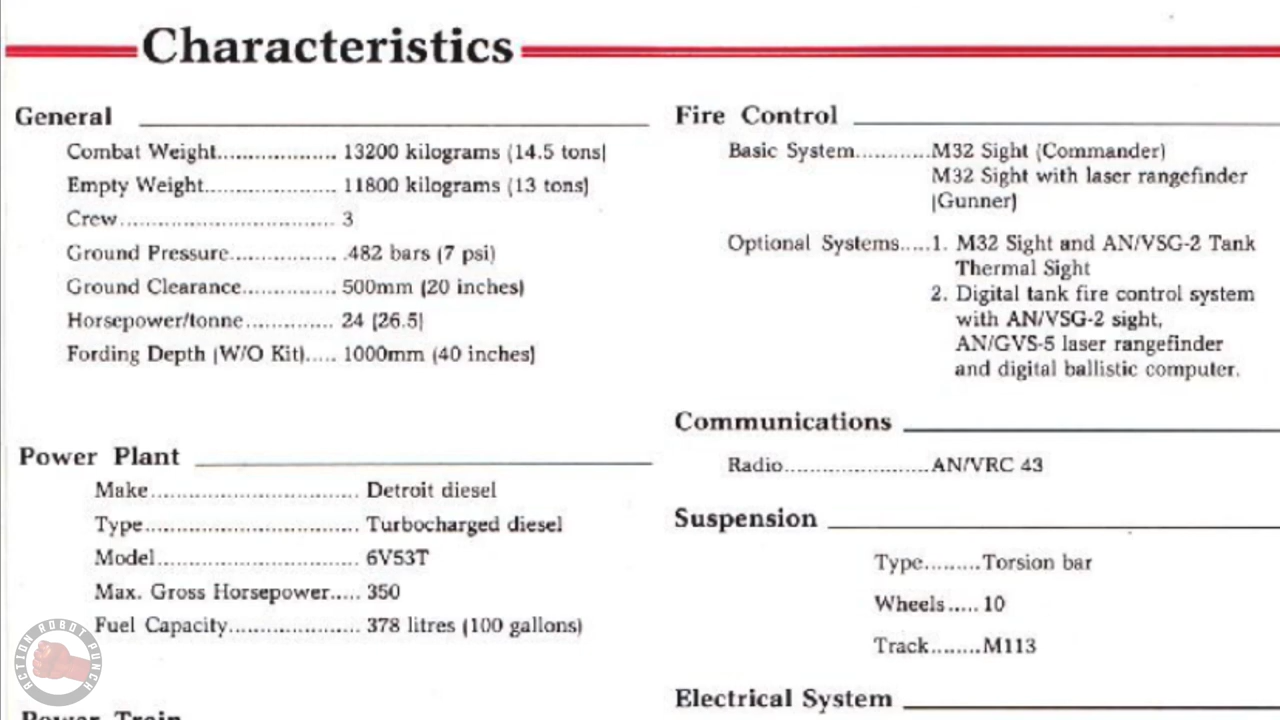 Characteristics
General
Combat Weight................... 13200 kilograms (14.5 tons)
Empty Weight..................... 11800 kilograms (13 tons)
Crew.................................. 3
Ground Pressure................. .482 bars (7 psi)
Ground Clearance............... 500mm (20 inches)
Horsepower/tonne.............. 24 (26.5)
Fording Depth (W/O Kit)..... 1000mm (40 inches)
Power Plant
Make................................. Detroit diesel
Type.................................. Turbocharged diesel
Model................................ 6V53T
Max. Gross Horsepower..... 350
Fuel Capacity..................... 378 litres (100 gallons)
Power Train
Fire Control
Basic System............M32 Sight (Commander)
M32 Sight with laser rangefinder
(Gunner)
Optional Systems.....1. M32 Sight and AN/VSG-2 Tank
Thermal Sight
2. Digital tank fire control system
with AN/VSG-2 sight,
AN/GVS-5 laser rangefinder
and digital ballistic computer.
Communications
Radio.......................AN/VRC 43
Suspension
Type.........Torsion bar
Wheels..... 10
Track........M113
Electrical System
ACTION ROBOT PUNCH